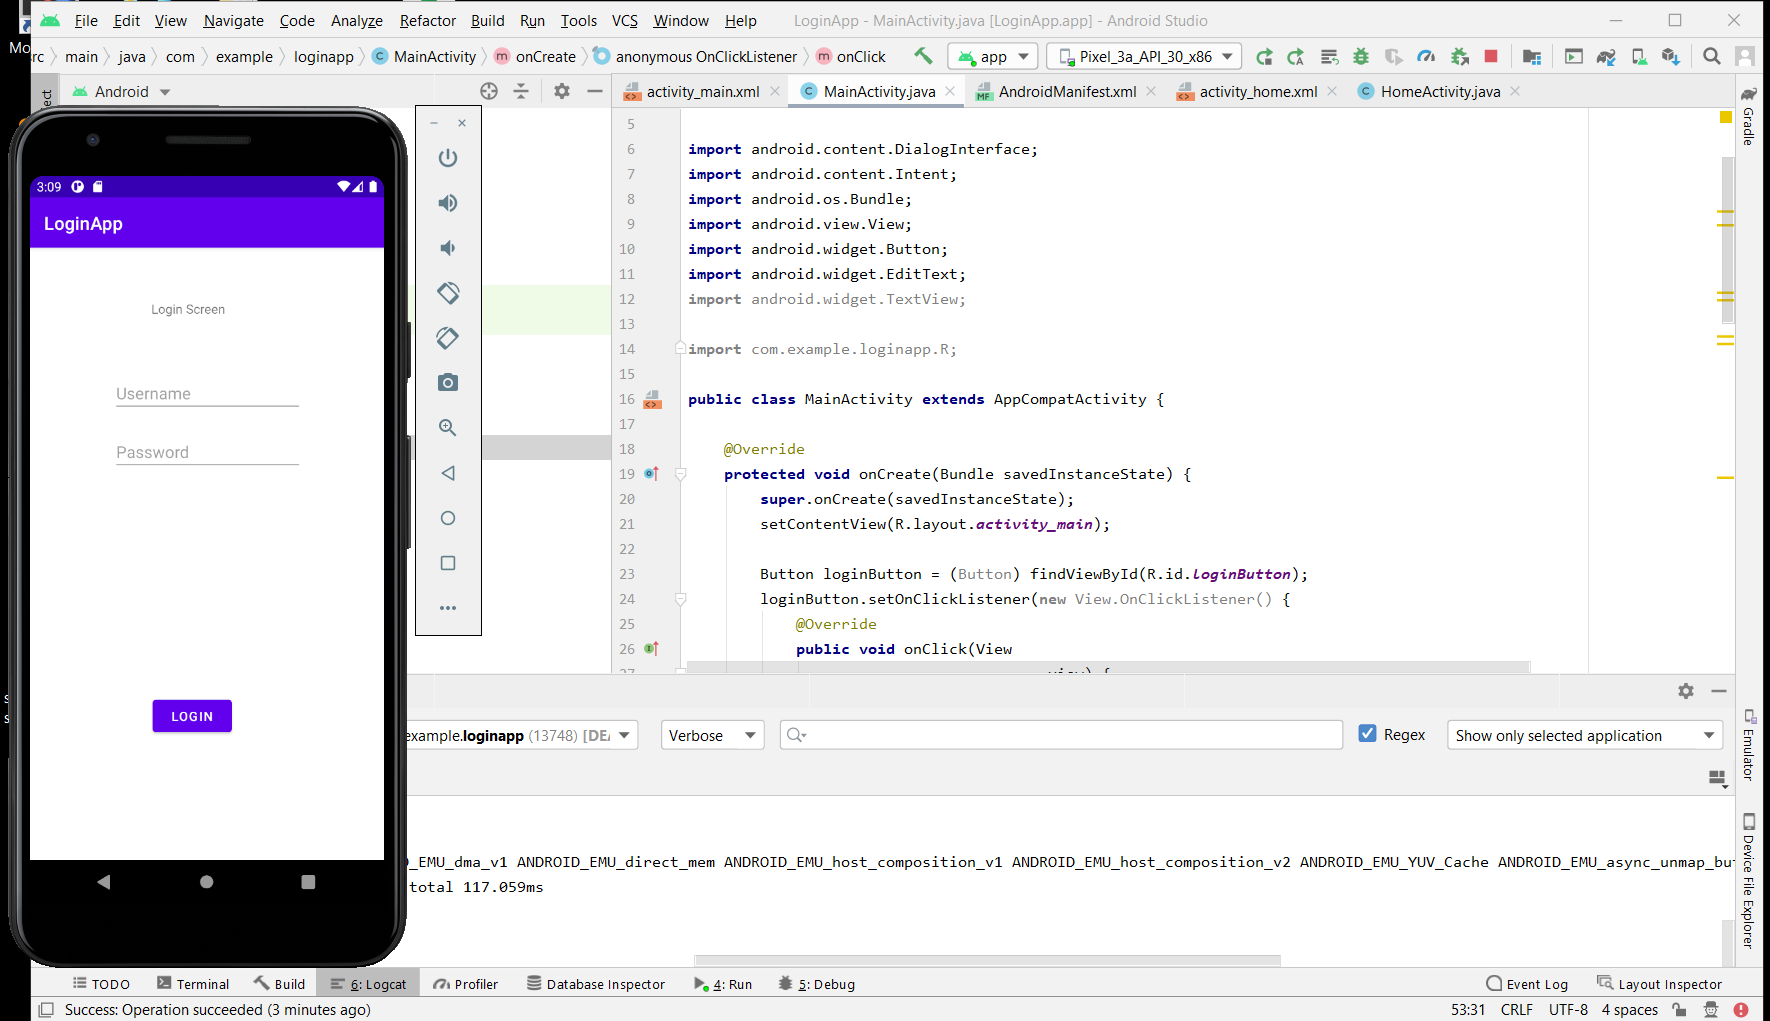 File Edit View Navigate Code Analyze Refactor Build Run Tools VCS Window Help LoginApp - MainActivity.java [LoginApp.app] - Android Studio
Mo
rc main java com example loginapp MainActivity onCreate anonymous OnClickListener onClick app Pixel_3a_API_30_x86
ect
Android
activity_main.xml MainActivity.java AndroidManifest.xml activity_home.xml HomeActivity.java
Gradle
5
6 import android.content.DialogInterface;
7 import android.content.Intent;
8 import android.os.Bundle;
9 import android.view.View;
10 import android.widget.Button;
11 import android.widget.EditText;
12 import android.widget.TextView;
13
14 import com.example.loginapp.R;
15
16 public class MainActivity extends AppCompatActivity {
17
18 @Override
19 protected void onCreate(Bundle savedInstanceState) {
20 super.onCreate(savedInstanceState);
21 setContentView(R.layout.activity_main);
22
23 Button loginButton = (Button) findViewById(R.id.loginButton);
24 loginButton.setOnClickListener(new View.OnClickListener() {
25 @Override
26 public void onClick(View
27 view) {
3:09
LoginApp
Login Screen
Username
Password
LOGIN
s
s
example.loginapp (13748) [DEA Verbose Regex Show only selected application
Emulator
Device File Explorer
D_EMU_dma_v1 ANDROID_EMU_direct_mem ANDROID_EMU_host_composition_v1 ANDROID_EMU_host_composition_v2 ANDROID_EMU_YUV_Cache ANDROID_EMU_async_unmap_bu
total 117.059ms
TODO Terminal Build 6: Logcat Profiler Database Inspector 4: Run 5: Debug Event Log Layout Inspector
Success: Operation succeeded (3 minutes ago) 53:31 CRLF UTF-8 4 spaces